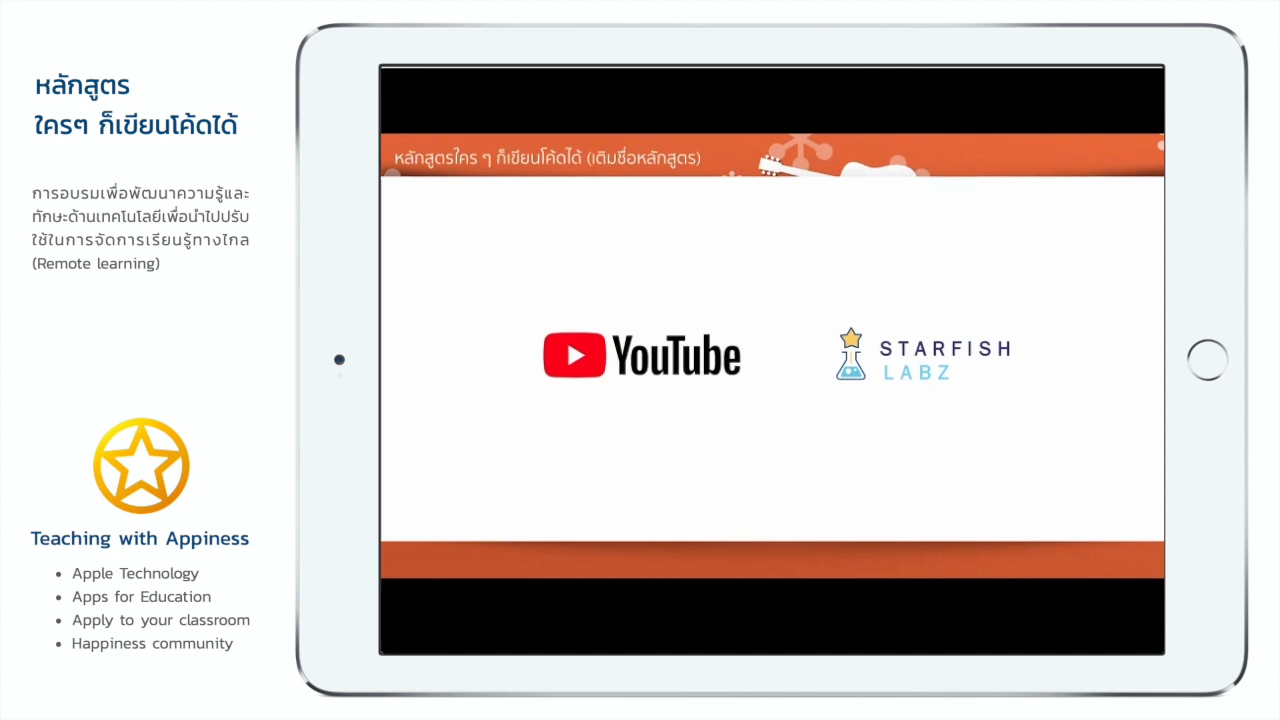 หลักสูตร
ใครๆ ก็เขียนโค้ดได้
การอบรมเพื่อพัฒนาความรู้และ
ทักษะด้านเทคโนโลยีเพื่อนำไปปรับ
ใช้ในการจัดการเรียนรู้ทางไกล
(Remote learning)
Teaching with Appiness
• Apple Technology
• Apps for Education
• Apply to your classroom
• Happiness community
หลักสูตรใคร ๆ ก็เขียนโค้ดได้ (เติมชื่อหลักสูตร)
YouTube
STARFISH
LABZ